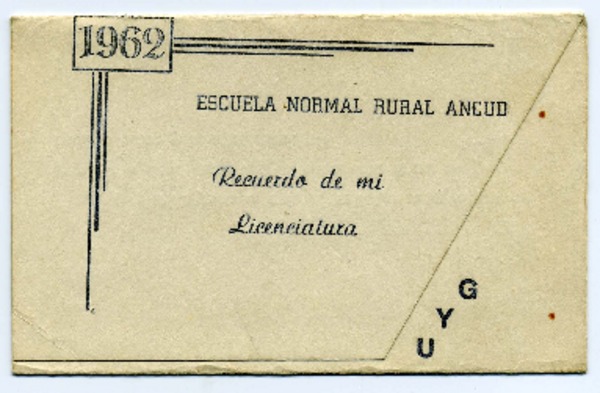 1962
ESCUELA NORMAL RURAL ANCUD
Recuerdo de mi
Licenciatura
G
Y
U